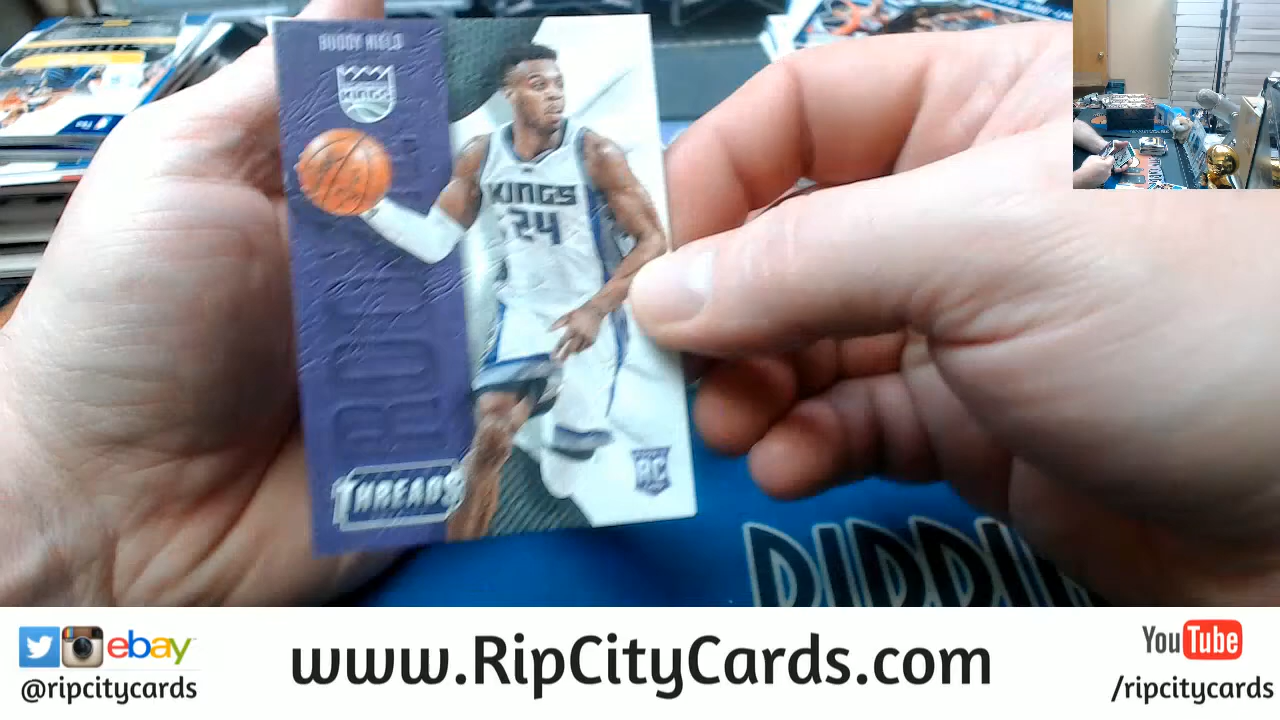 BUDDY HIELD
KINGS
KINGS
24
THREADS
RC
ebay
@ripcitycards
www.RipCityCards.com
YouTube
/ripcitycards